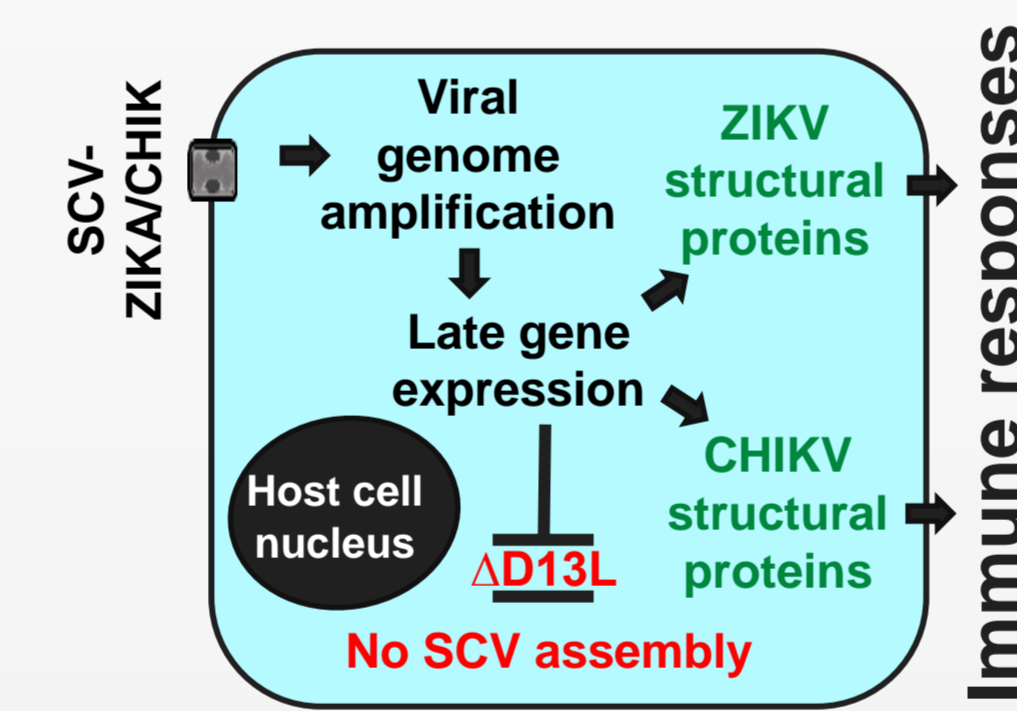 SCV-
ZIKA/CHIK
Viral
genome
amplification
Late gene
expression
ZIKV
structural
proteins
CHIKV
structural
proteins
Host cell
nucleus
ΔD13L
No SCV assembly
Immune responses